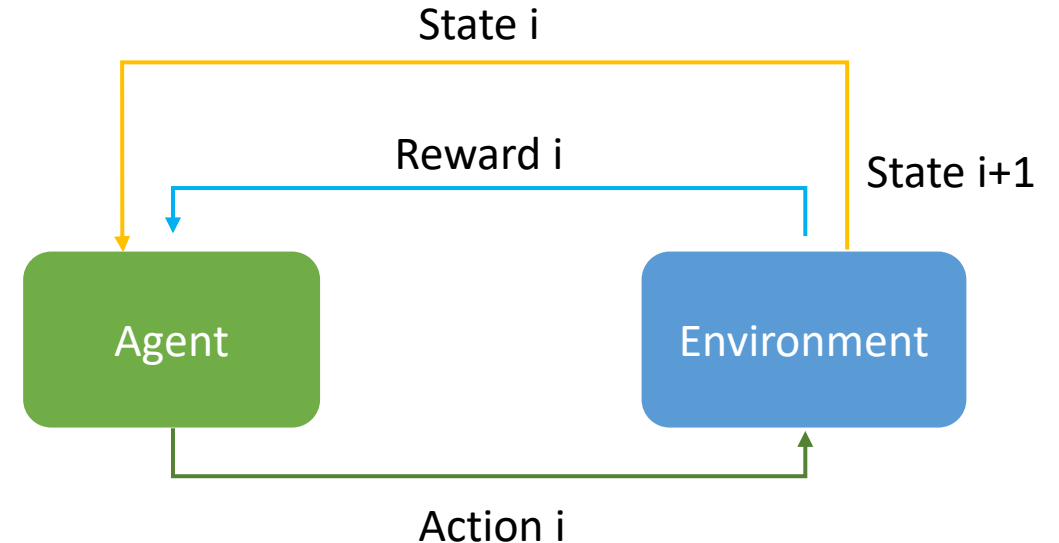 State i
Reward i
State i+1
Agent
Environment
Action i